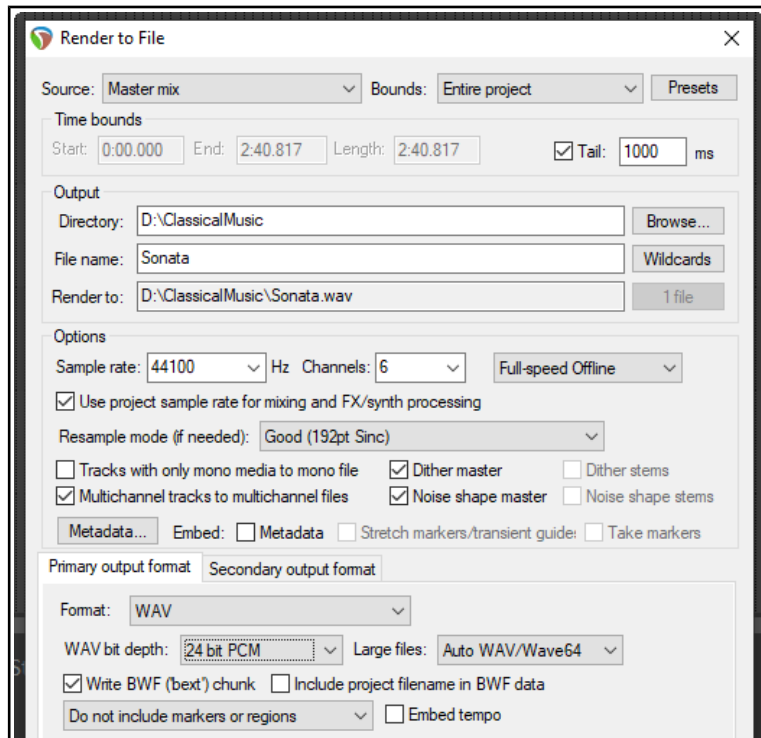 Render to File
Source: Master mix Bounds: Entire project Presets
Time bounds
Start: 0:00.000 End: 2:40.817 Length: 2:40.817 Tail: 1000 ms
Output
Directory: D:\ClassicalMusic Browse...
File name: Sonata Wildcards
Render to: D:\ClassicalMusic\Sonata.wav 1 file
Options
Sample rate: 44100 Hz Channels: 6 Full-speed Offline
Use project sample rate for mixing and FX/synth processing
Resample mode (if needed): Good (192pt Sinc)
Tracks with only mono media to mono file Dither master Dither stems
Multichannel tracks to multichannel files Noise shape master Noise shape stems
Metadata... Embed: Metadata Stretch markers/transient guide: Take markers
Primary output format Secondary output format
Format: WAV
WAV bit depth: 24 bit PCM Large files: Auto WAV/Wave64
Write BWF ('bext') chunk Include project filename in BWF data
Do not include markers or regions Embed tempo